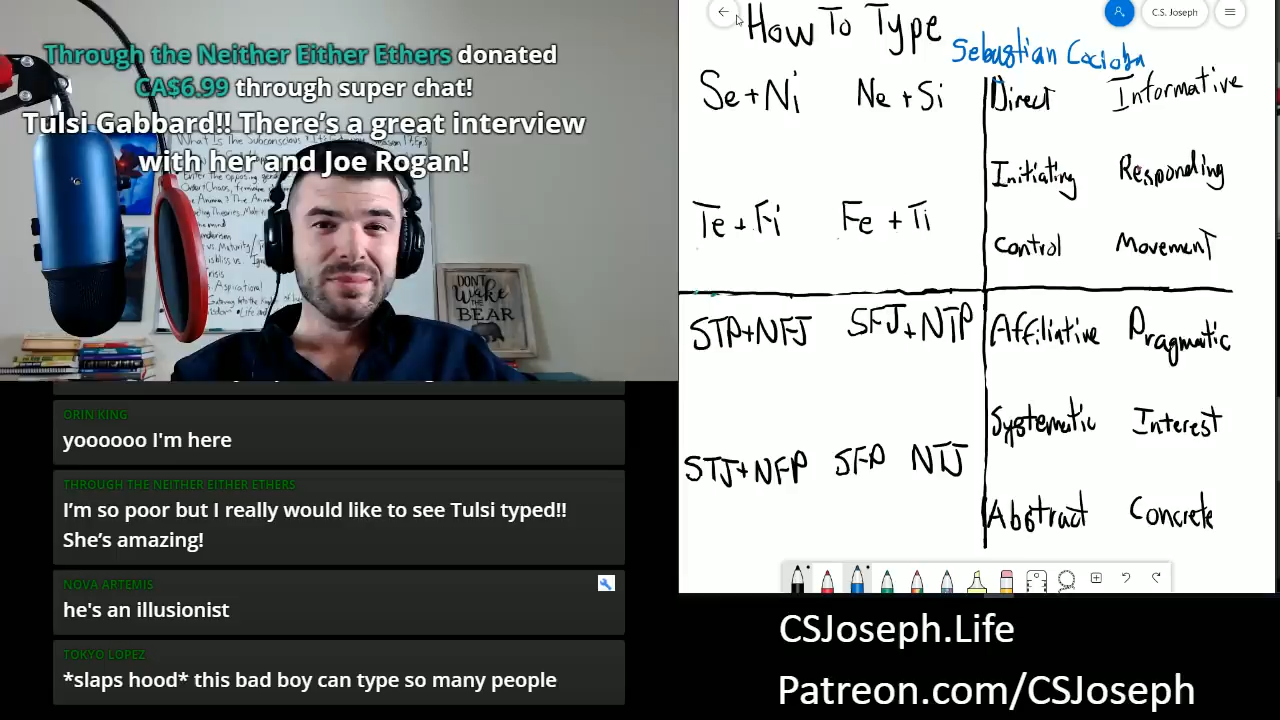 Through the Neither Either Ethers donated
CA$6.99 through super chat!
Tulsi Gabbard!! There's a great interview
with her and Joe Rogan!
DON'T
Wake
THE
BEAR
ORIN KING
yoooooo I'm here
THROUGH THE NEITHER EITHER ETHERS
I'm so poor but I really would like to see Tulsi typed!!
She's amazing!
NOVA ARTEMIS
he's an illusionist
TOKYO LOPEZ
*slaps hood* this bad boy can type so many people
C.S. Joseph
How To Type
Sebastian Cocioba
Se + Ni Ne + Si Direct Informative
Initiating Responding
Te + Fi Fe + Ti
Control Movement
STP + NFJ SFJ + NTP Affiliative Pragmatic
Systematic Interest
STJ + NFP SFP NTJ
Abstract Concrete
CSJoseph.Life
Patreon.com/CSJoseph